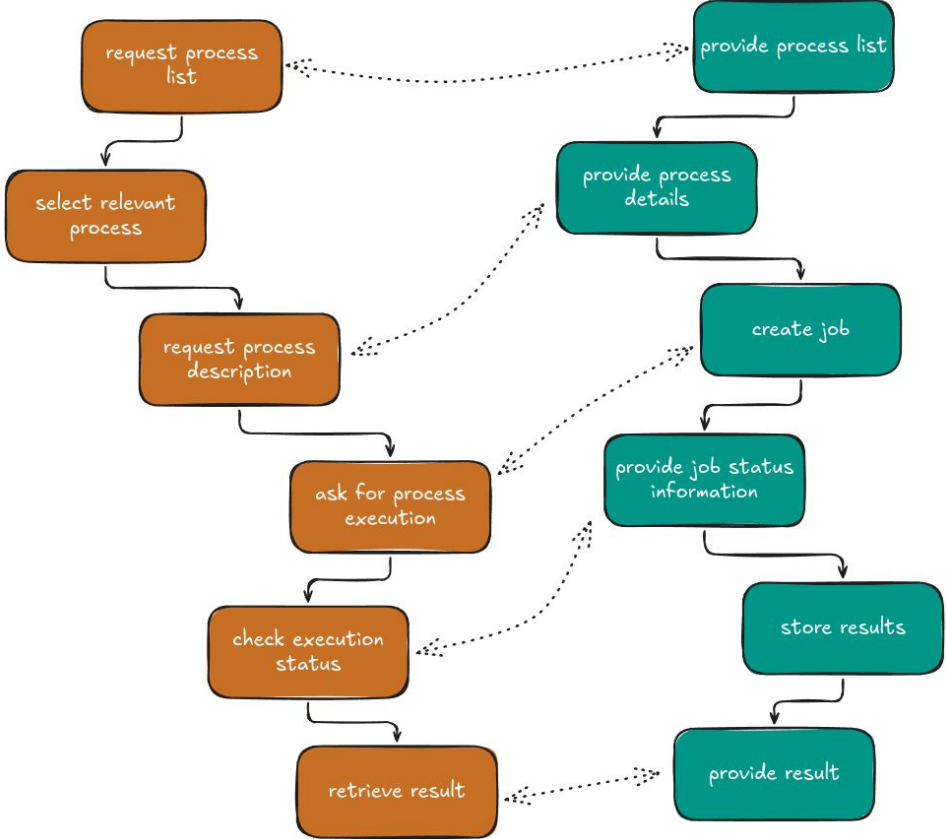 request process
list
provide process list
select relevant
process
provide process
details
request process
description
create job
ask for process
execution
provide job status
information
check execution
status
store results
retrieve result
provide result